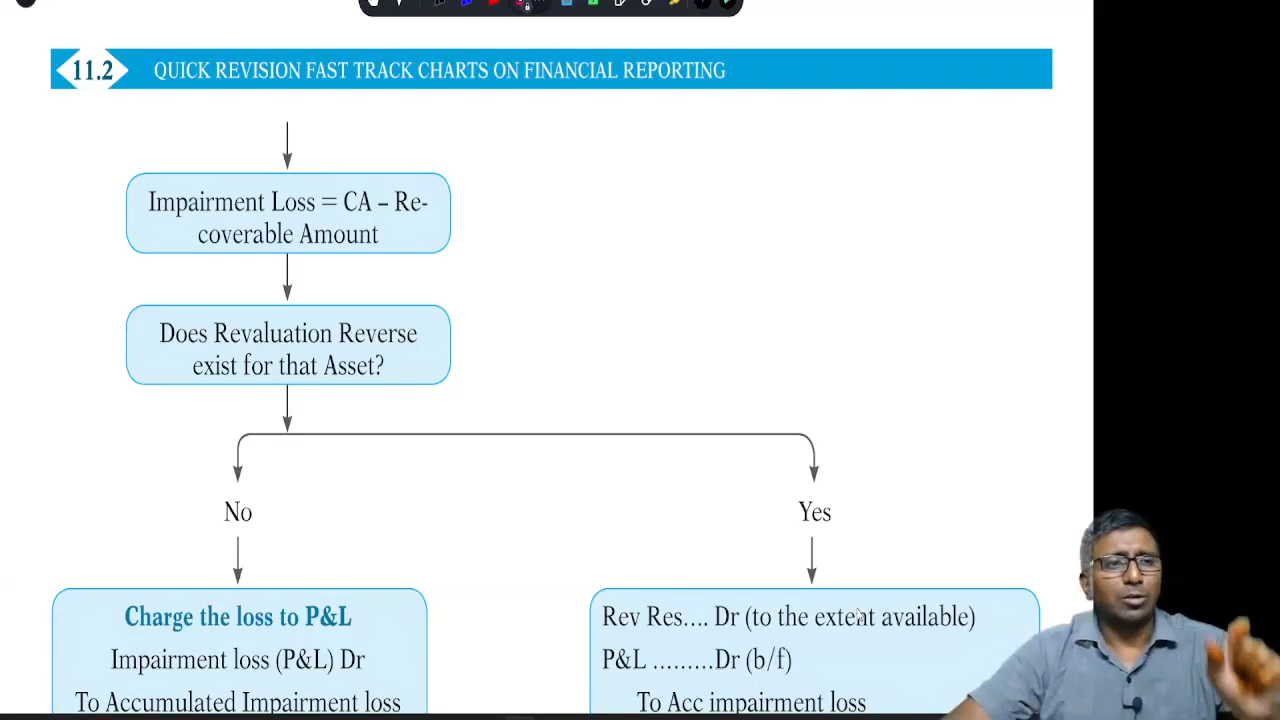 11.2 QUICK REVISION FAST TRACK CHARTS ON FINANCIAL REPORTING
Impairment Loss = CA – Re-
coverable Amount
Does Revaluation Reverse
exist for that Asset?
No
Yes
Charge the loss to P&L
Impairment loss (P&L) Dr
To Accumulated Impairment loss
Rev Res.... Dr (to the extent available)
P&L .........Dr (b/f)
To Acc impairment loss